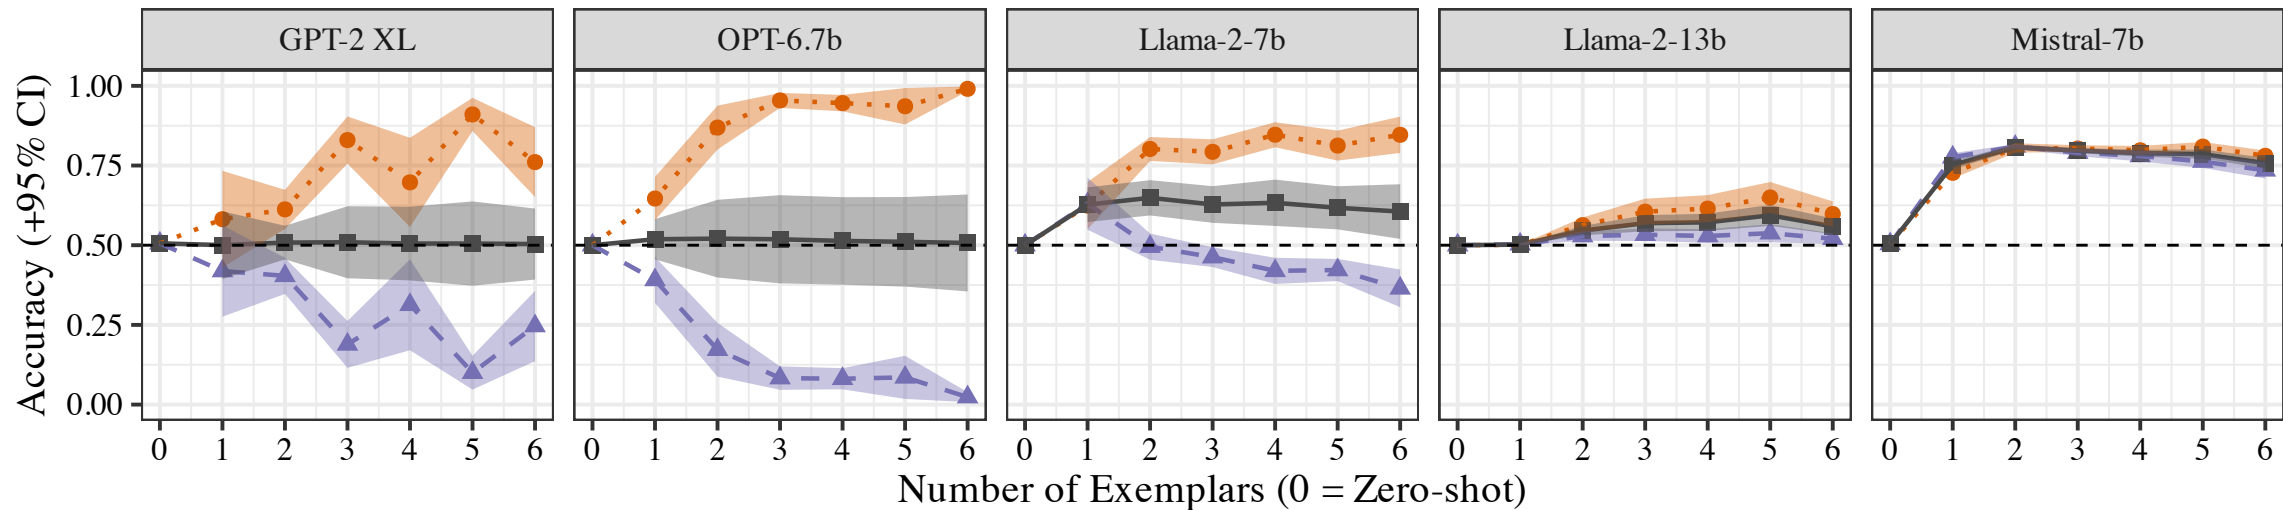 GPT-2 XL
OPT-6.7b
Llama-2-7b
Llama-2-13b
Mistral-7b
Accuracy (+95% CI)
1.00
0.75
0.50
0.25
0.00
0 1 2 3 4 5 6
0 1 2 3 4 5 6
0 1 2 3 4 5 6
0 1 2 3 4 5 6
0 1 2 3 4 5 6
Number of Exemplars (0 = Zero-shot)